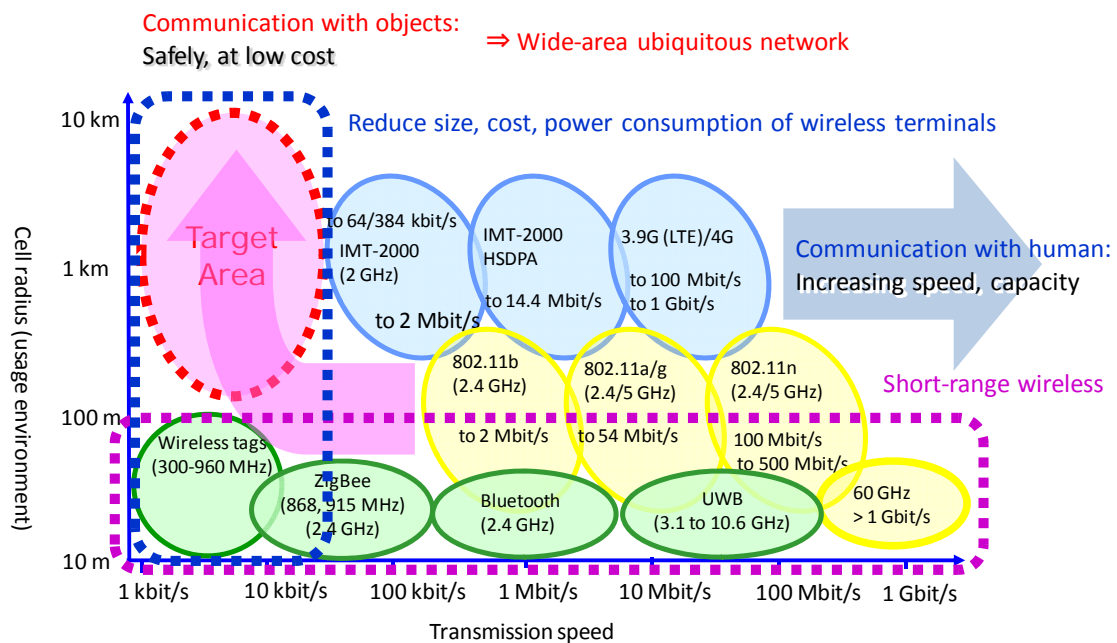 Communication with objects:
Safely, at low cost
⇒ Wide-area ubiquitous network
10 km
Reduce size, cost, power consumption of wireless terminals
Cell radius (usage environment)
Target
Area
to 64/384 kbit/s
IMT-2000
(2 GHz)
to 2 Mbit/s
IMT-2000
HSDPA
to 14.4 Mbit/s
3.9G (LTE)/4G
to 100 Mbit/s
to 1 Gbit/s
Communication with human:
Increasing speed, capacity
1 km
802.11b
(2.4 GHz)
to 2 Mbit/s
802.11a/g
(2.4/5 GHz)
to 54 Mbit/s
802.11n
(2.4/5 GHz)
100 Mbit/s
to 500 Mbit/s
Short-range wireless
100 m
Wireless tags
(300-960 MHz)
ZigBee
(868, 915 MHz)
(2.4 GHz)
Bluetooth
(2.4 GHz)
UWB
(3.1 to 10.6 GHz)
60 GHz
> 1 Gbit/s
10 m
1 kbit/s
10 kbit/s
100 kbit/s
1 Mbit/s
10 Mbit/s
100 Mbit/s
1 Gbit/s
Transmission speed